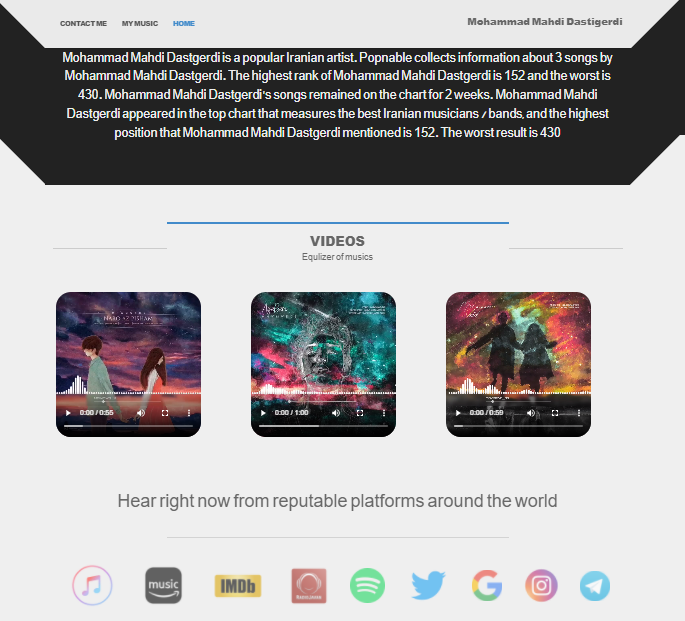 CONTACT ME MY MUSIC HOME Mohammad Mahdi Dastigerdi
Mohammad Mahdi Dastgerdi is a popular Iranian artist. Popnable collects information about 3 songs by
Mohammad Mahdi Dastgerdi. The highest rank of Mohammad Mahdi Dastgerdi is 152 and the worst is
430. Mohammad Mahdi Dastgerdi's songs remained on the chart for 2 weeks. Mohammad Mahdi
Dastgerdi appeared in the top chart that measures the best Iranian musicians / bands, and the highest
position that Mohammad Mahdi Dastgerdi mentioned is 152. The worst result is 430
VIDEOS
Equlizer of musics
NARO AZ PISHAM
0:00 / 0:55 0:00 / 1:00 0:00 / 0:59
Hear right now from reputable platforms around the world
music IMDb